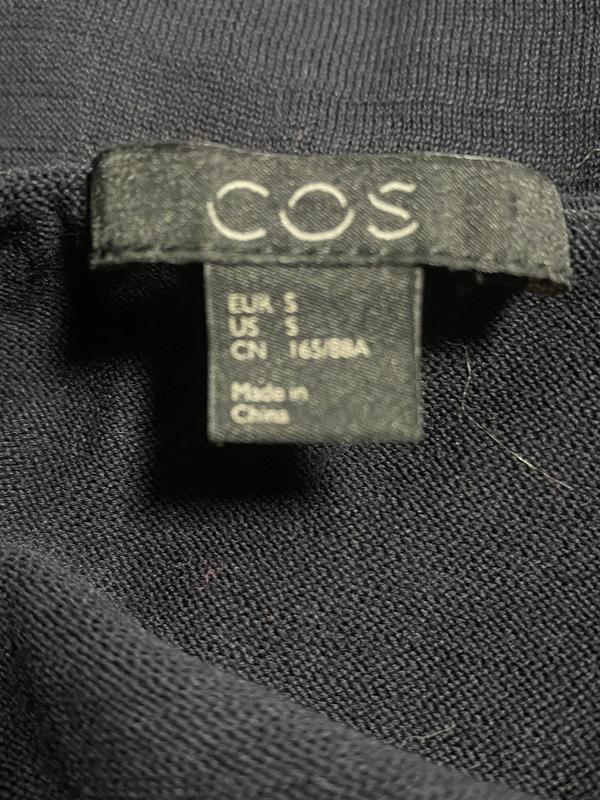 COS
EUR S
US S
CN 165/88A
Made in
China